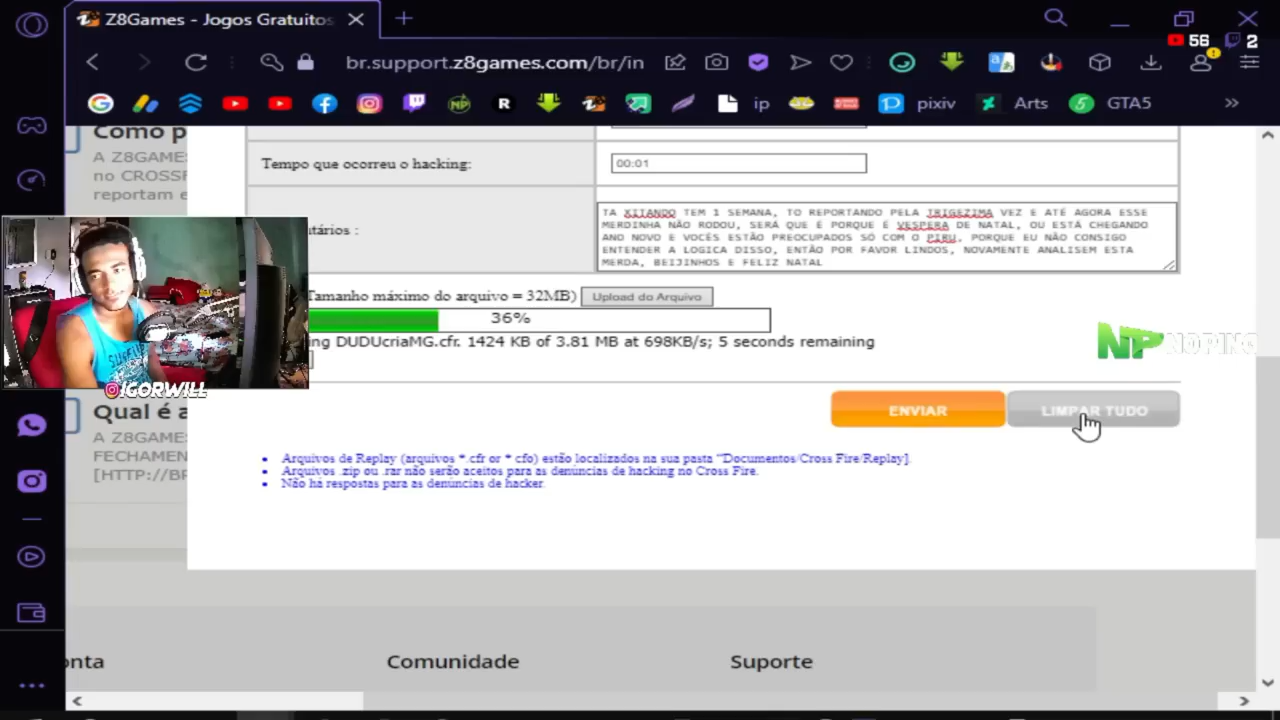 Z8Games - Jogos Gratuitos
56 2
br.support.z8games.com/br/in
ip
pixiv
Arts
GTA5
Como p
A Z8GAME
no CROSSF
reportam e
Tempo que ocorreu o hacking:
00:01
ntários :
TA XITANDO TEM 1 SEMANA, TO REPORTANDO PELA TRIGEZIMA VEZ E ATÉ AGORA ESSE
MERDINHA NÃO RODOU, SERÁ QUE É PORQUE É VESPERA DE NATAL, OU ESTÁ CHEGANDO
ANO NOVO E VOCÊS ESTÃO PREOCUPADOS SÓ COM O PIRU, PORQUE EU NÃO CONSIGO
ENTENDER A LOGICA DISSO, ENTÃO POR FAVOR LINDOS, NOVAMENTE ANALISEM ESTA
MERDA, BEIJINHOS E FELIZ NATAL
Tamanho máximo do arquivo = 32MB)
Upload do Arquivo
36%
ing DUDUcriaMG.cfr. 1424 KB of 3.81 MB at 698KB/s; 5 seconds remaining
NP NOPING
IGORWILL
ENVIAR
LIMPAR TUDO
Qual é a
A Z8GAME
FECHAMEN
[HTTP://BR
Arquivos de Replay (arquivos *.cfr or *.cfo) estão localizados na sua pasta "Documentos/Cross Fire/Replay].
Arquivos .zip ou .rar não serão aceitos para as denúncias de hacking no Cross Fire.
Não há respostas para as denúncias de hacker.
onta
Comunidade
Suporte